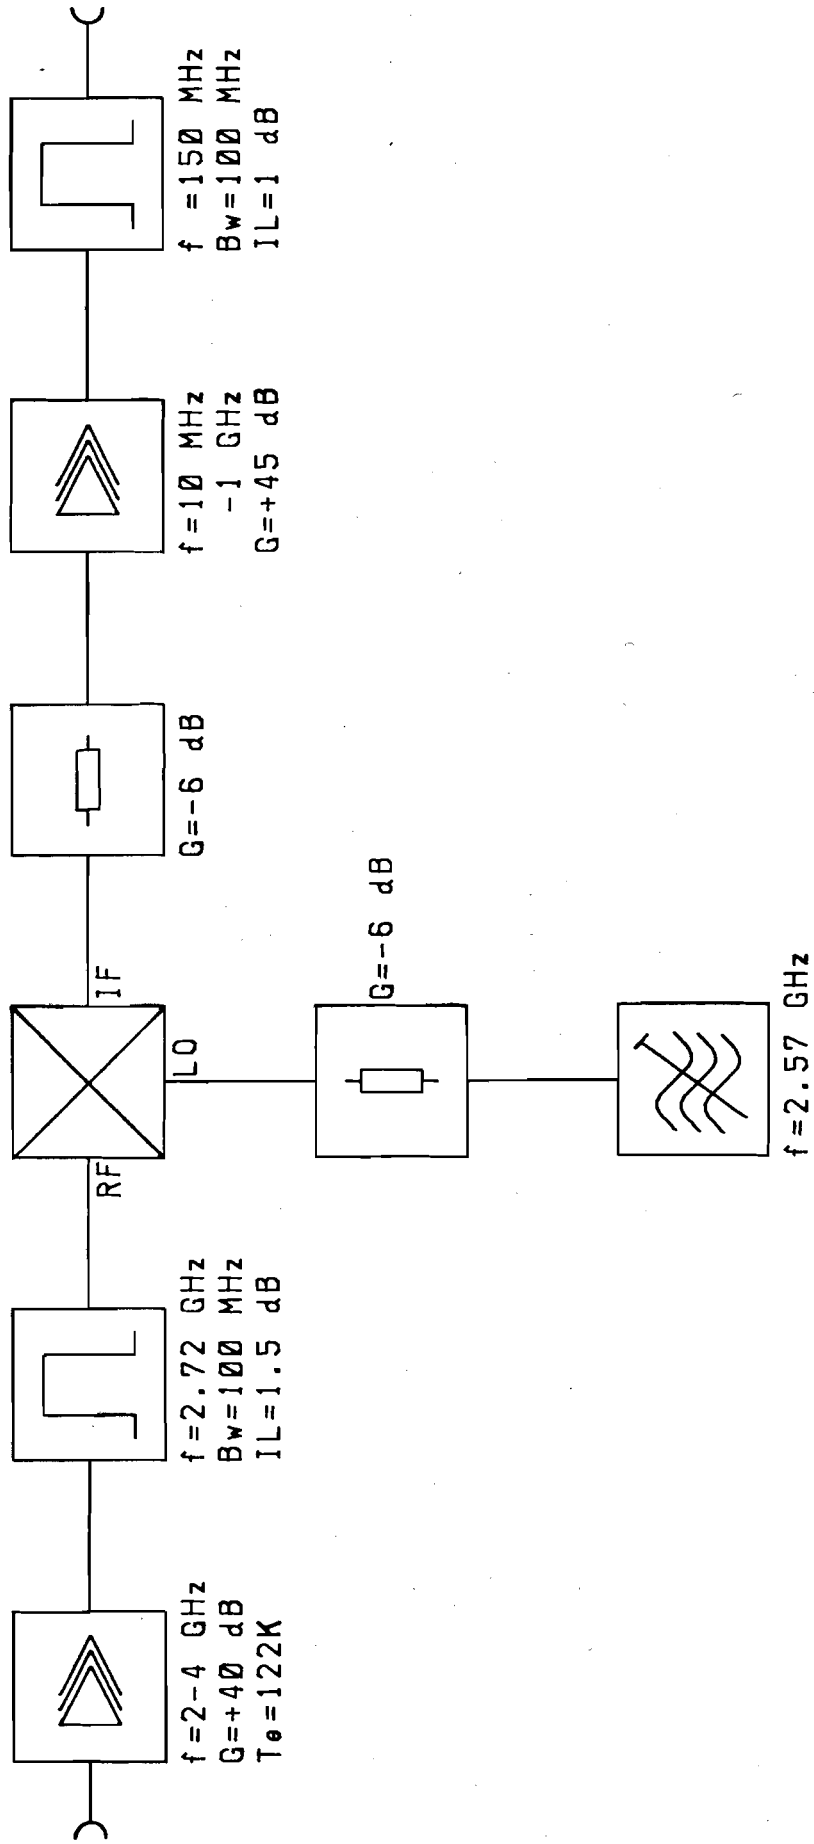 f=2-4 GHz
G=+40 dB
Te=122K
f=2.72 GHz
Bw=100 MHz
IL=1.5 dB
RF
IF
LO
G=-6 dB
f=2.57 GHz
G=-6 dB
f=10 MHz
-1 GHz
G=+45 dB
f =150 MHz
Bw=100 MHz
IL=1 dB